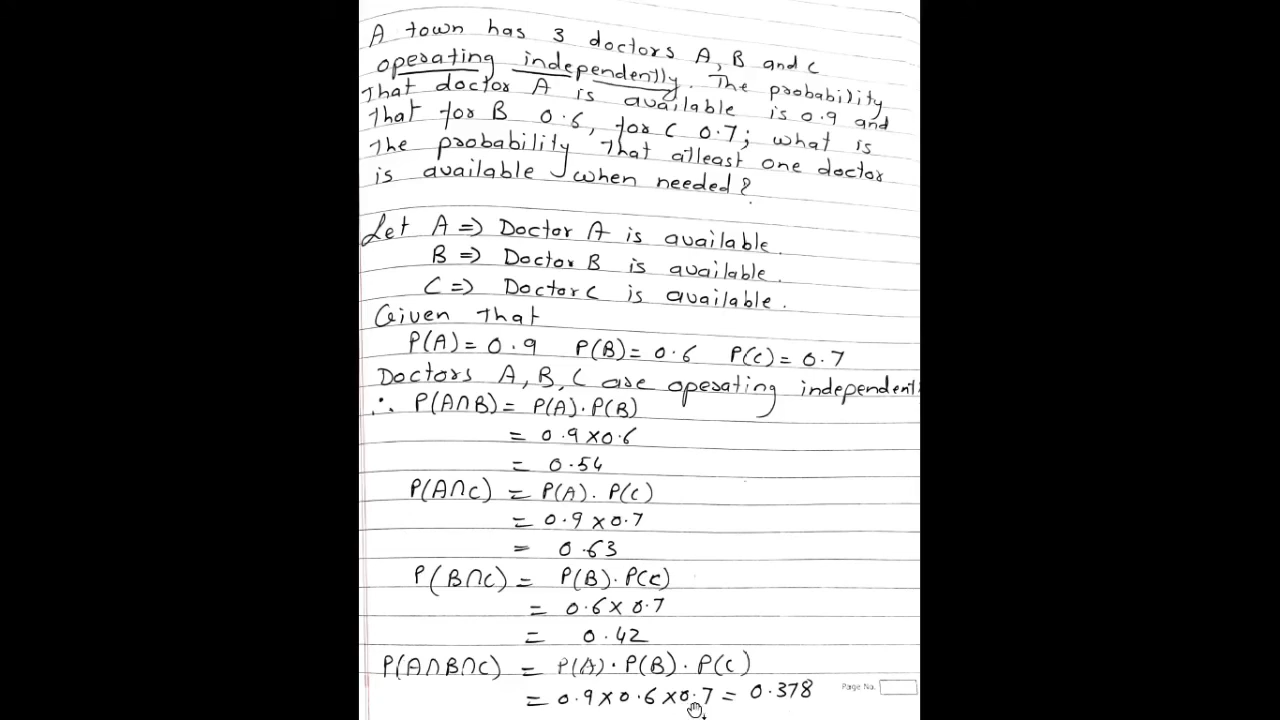 A town has 3 doctors A, B and C
operating independently. The probability
that doctor A is available is 0.9 and
that for B 0.6, for C 0.7; what is
the probability that atleast one doctor
is available when needed?
Let A => Doctor A is available.
B => Doctor B is available.
C => Doctor C is available.
Given that
P(A) = 0.9 P(B) = 0.6 P(C) = 0.7
Doctors A, B, C are operating independentl
∴ P(A∩B) = P(A).P(B)
= 0.9 × 0.6
= 0.54
P(A∩C) = P(A). P(C)
= 0.9 × 0.7
= 0.63
P(B∩C) = P(B). P(C)
= 0.6 × 0.7
= 0.42
P(A∩B∩C) = P(A). P(B). P(C)
= 0.9 × 0.6 × 0.7 = 0.378
Page No.